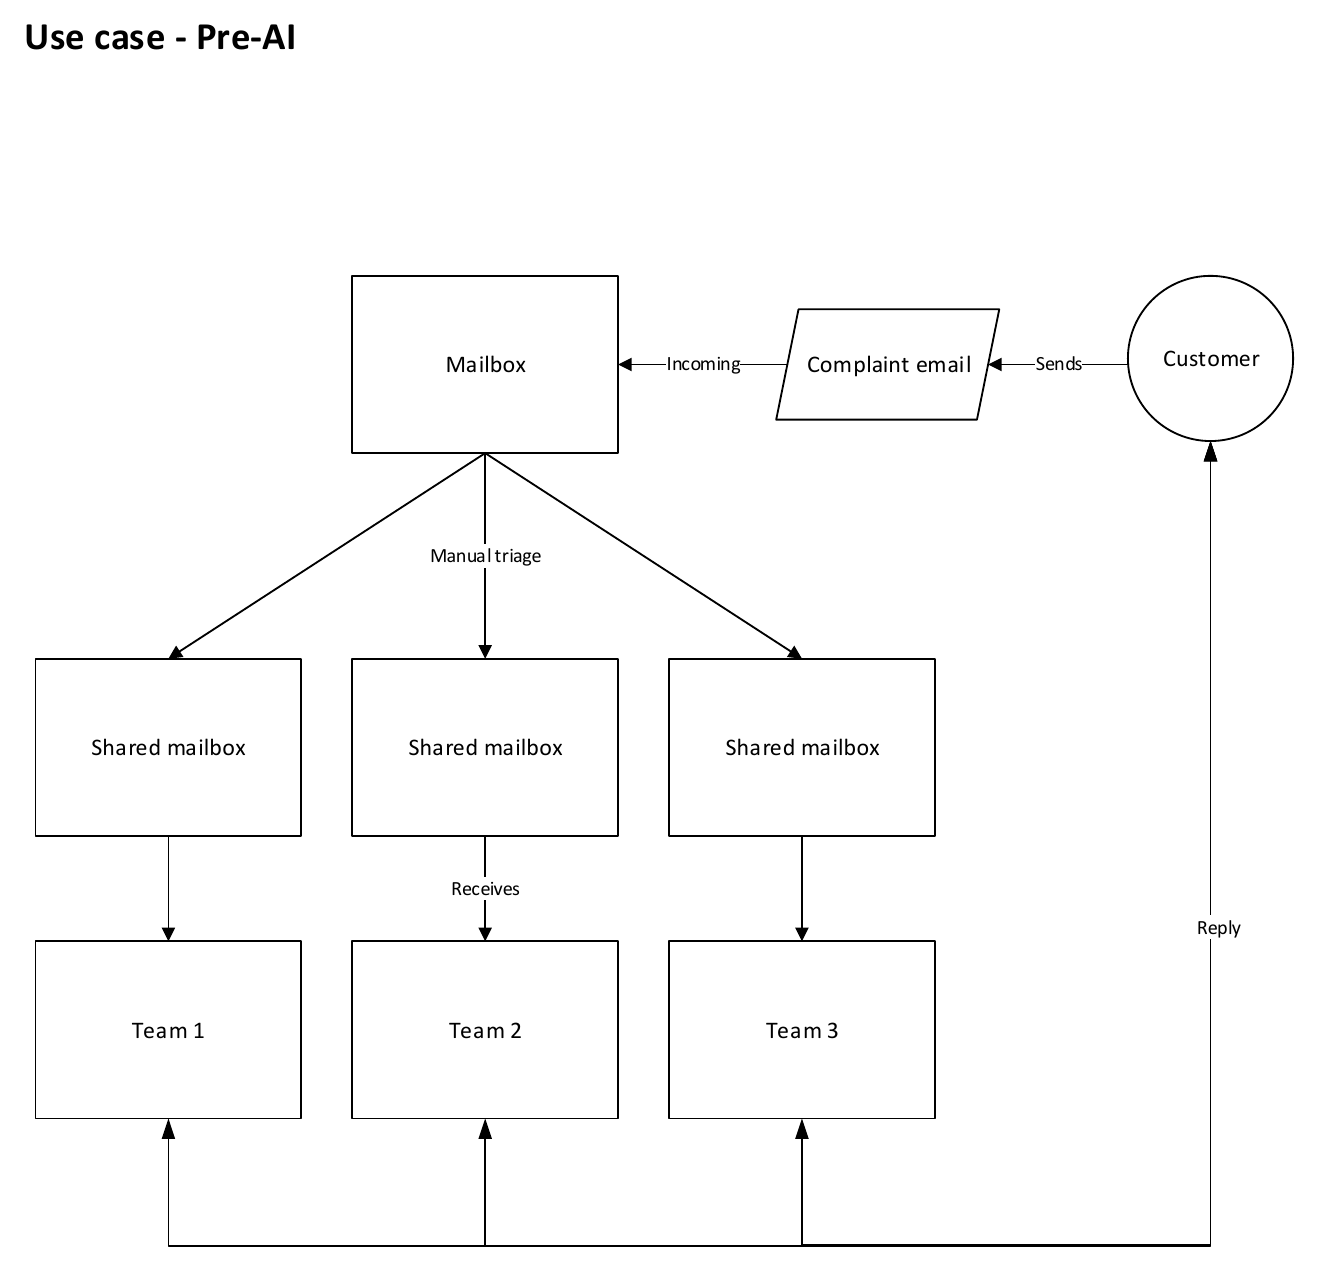 Use case - Pre-AI
Mailbox
Incoming
Complaint email
Sends
Customer
Manual triage
Shared mailbox
Shared mailbox
Shared mailbox
Receives
Reply
Team 1
Team 2
Team 3